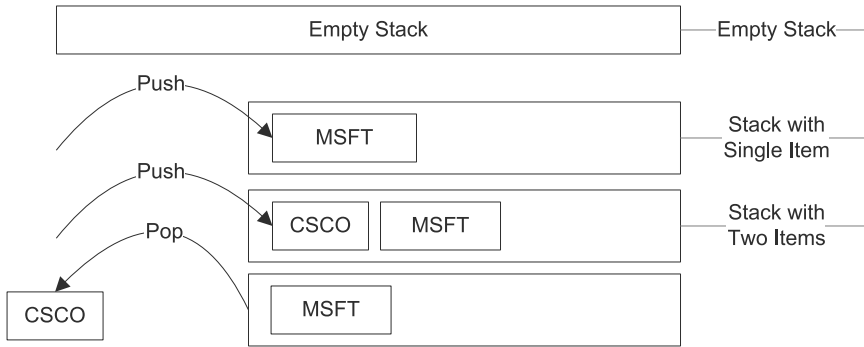 Empty Stack
Empty Stack
Push
MSFT
Stack with
Single Item
Push
CSCO
MSFT
Stack with
Two Items
Pop
CSCO
MSFT